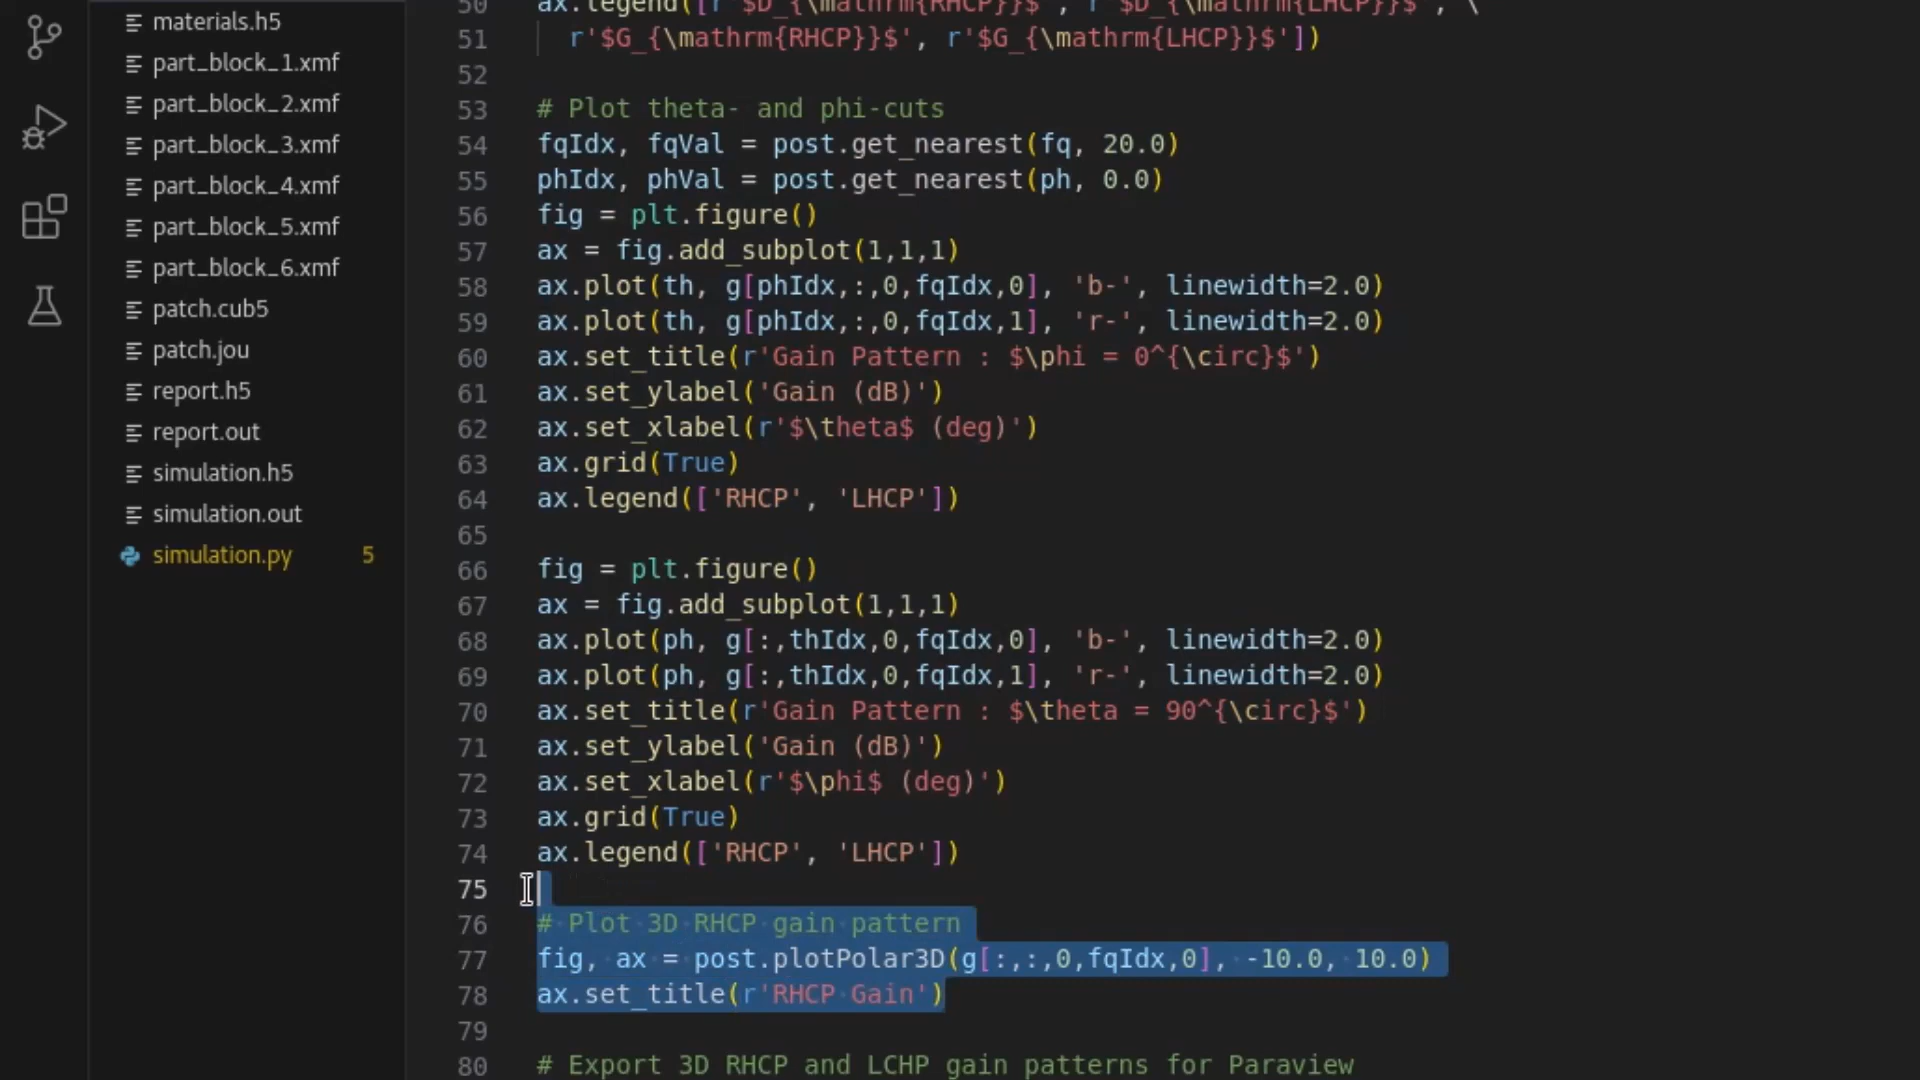 materials.h5
part_block_1.xmf
part_block_2.xmf
part_block_3.xmf
part_block_4.xmf
part_block_5.xmf
part_block_6.xmf
patch.cub5
patch.jou
report.h5
report.out
simulation.h5
simulation.out
simulation.py 5
50 ax.legend([r'$D_{\mathrm{RHCP}}$', r'$D_{\mathrm{LHCP}}$', \
51 r'$G_{\mathrm{RHCP}}$', r'$G_{\mathrm{LHCP}}$'])
52
53 # Plot theta- and phi-cuts
54 fqIdx, fqVal = post.get_nearest(fq, 20.0)
55 phIdx, phVal = post.get_nearest(ph, 0.0)
56 fig = plt.figure()
57 ax = fig.add_subplot(1,1,1)
58 ax.plot(th, g[phIdx,:,0,fqIdx,0], 'b-', linewidth=2.0)
59 ax.plot(th, g[phIdx,:,0,fqIdx,1], 'r-', linewidth=2.0)
60 ax.set_title(r'Gain Pattern : $\phi = 0^{\circ}$')
61 ax.set_ylabel('Gain (dB)')
62 ax.set_xlabel(r'$\theta$ (deg)')
63 ax.grid(True)
64 ax.legend(['RHCP', 'LHCP'])
65
66 fig = plt.figure()
67 ax = fig.add_subplot(1,1,1)
68 ax.plot(ph, g[:,thIdx,0,fqIdx,0], 'b-', linewidth=2.0)
69 ax.plot(ph, g[:,thIdx,0,fqIdx,1], 'r-', linewidth=2.0)
70 ax.set_title(r'Gain Pattern : $\theta = 90^{\circ}$')
71 ax.set_ylabel('Gain (dB)')
72 ax.set_xlabel(r'$\phi$ (deg)')
73 ax.grid(True)
74 ax.legend(['RHCP', 'LHCP'])
75
76 # Plot 3D RHCP gain pattern
77 fig, ax = post.plotPolar3D(g[:,:,0,fqIdx,0], -10.0, 10.0)
78 ax.set_title(r'RHCP Gain')
79
80 # Export 3D RHCP and LCHP gain patterns for Paraview